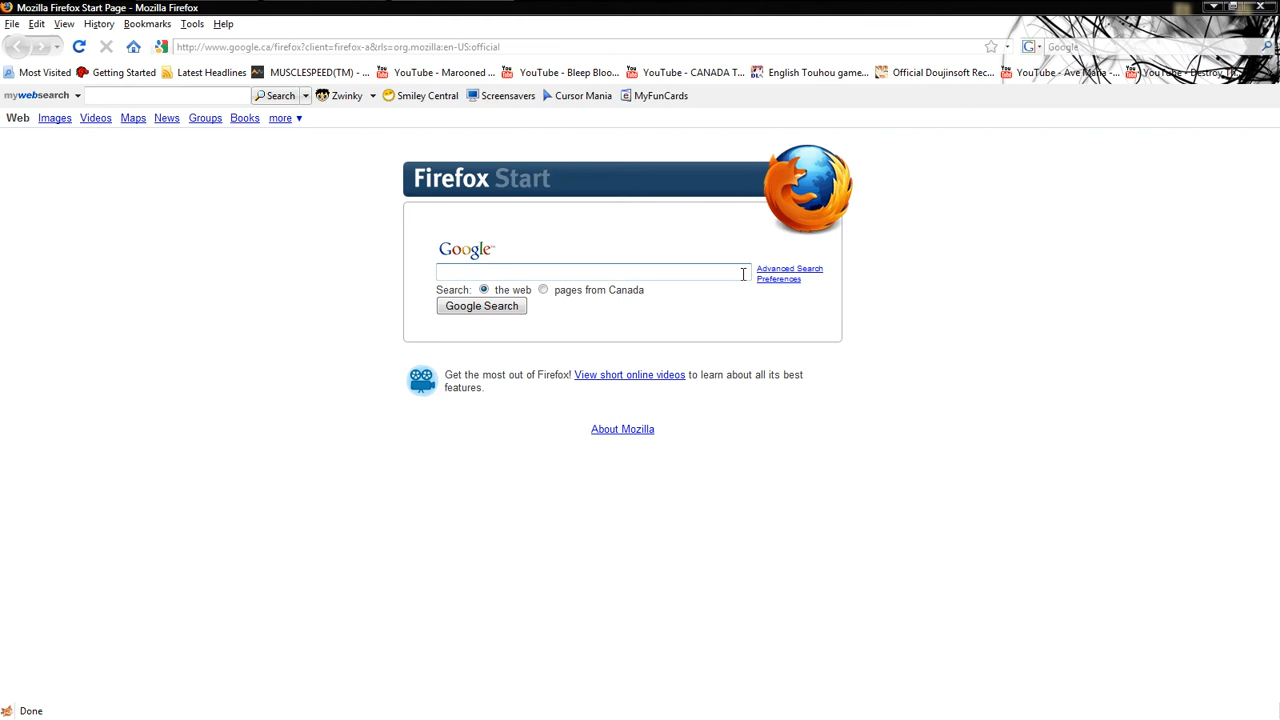 Mozilla Firefox Start Page - Mozilla Firefox
File Edit View History Bookmarks Tools Help
http://www.google.ca/firefox?client=firefox-a&rls=org.mozilla:en-US:official Google
Most Visited Getting Started Latest Headlines MUSCLESPEED(TM) - ... YouTube - Marooned ... YouTube - Bleep Bloo... YouTube - CANADA T... English Touhou game... Official Doujinsoft Rec... YouTube - Ave Maria - ... YouTube - Destroy Th...
mywebsearch Search Zwinky Smiley Central Screensavers Cursor Mania MyFunCards
Web Images Videos Maps News Groups Books more ▼
Firefox Start
Google™
Advanced Search
Preferences
Search: the web pages from Canada
Google Search
Get the most out of Firefox! View short online videos to learn about all its best
features.
About Mozilla
Done